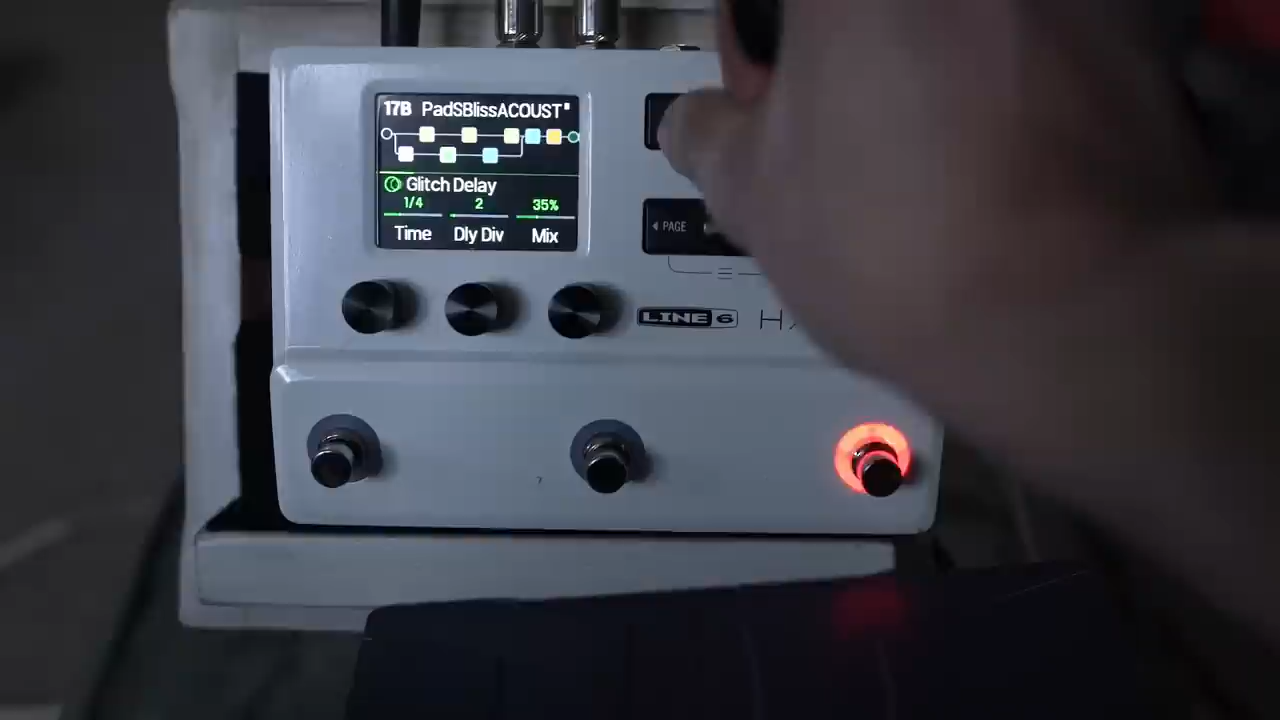 17B PadSBlissACOUST
Glitch Delay
1/4 2 35%
Time Dly Div Mix
PAGE
LINE 6